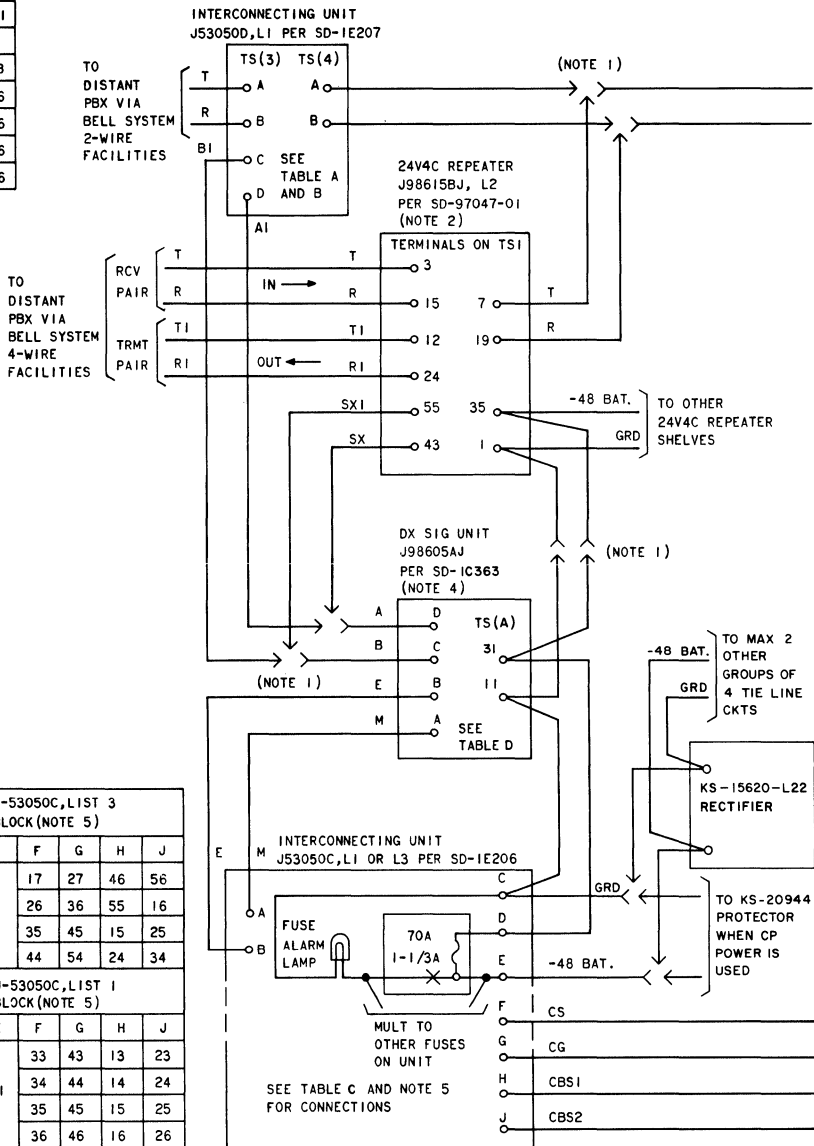 INTERCONNECTING UNIT
J53050D,L1 PER SD-1E207
TS(3) TS(4)
TO
DISTANT
PBX VIA
BELL SYSTEM
2-WIRE
FACILITIES
T
R
B1
A
B
C
D
A
B
SEE
TABLE A
AND B
A1
(NOTE 1)
24V4C REPEATER
J98615BJ, L2
PER SD-97047-01
(NOTE 2)
TERMINALS ON TS1
TO
DISTANT
PBX VIA
BELL SYSTEM
4-WIRE
FACILITIES
RCV
PAIR
TRMT
PAIR
T
R
T1
R1
IN
OUT
T
R
T1
R1
SX1
SX
3
15
12
24
55
43
7
19
35
1
T
R
-48 BAT.
GRD
TO OTHER
24V4C REPEATER
SHELVES
(NOTE 1)
DX SIG UNIT
J98605AJ
PER SD-1C363
(NOTE 4)
TS(A)
A
B
E
M
D
C
B
A
31
11
SEE
TABLE D
(NOTE 1)
-48 BAT.
GRD
TO MAX 2
OTHER
GROUPS OF
4 TIE LINE
CKTS
KS-15620-L22
RECTIFIER
GRD
-48 BAT.
TO KS-20944
PROTECTOR
WHEN CP
POWER IS
USED
INTERCONNECTING UNIT
J53050C,L1 OR L3 PER SD-1E206
E
M
A
B
FUSE
ALARM
LAMP
70A
1-1/3A
C
D
E
F
G
H
J
CS
CG
CBS1
CBS2
MULT TO
OTHER FUSES
ON UNIT
SEE TABLE C AND NOTE 5
FOR CONNECTIONS
-53050C,LIST 3
LOCK(NOTE 5)
F G H J
17 27 46 56
26 36 55 16
35 45 15 25
44 54 24 34
-53050C,LIST 1
LOCK(NOTE 5)
F G H J
33 43 13 23
34 44 14 24
35 45 15 25
36 46 16 26